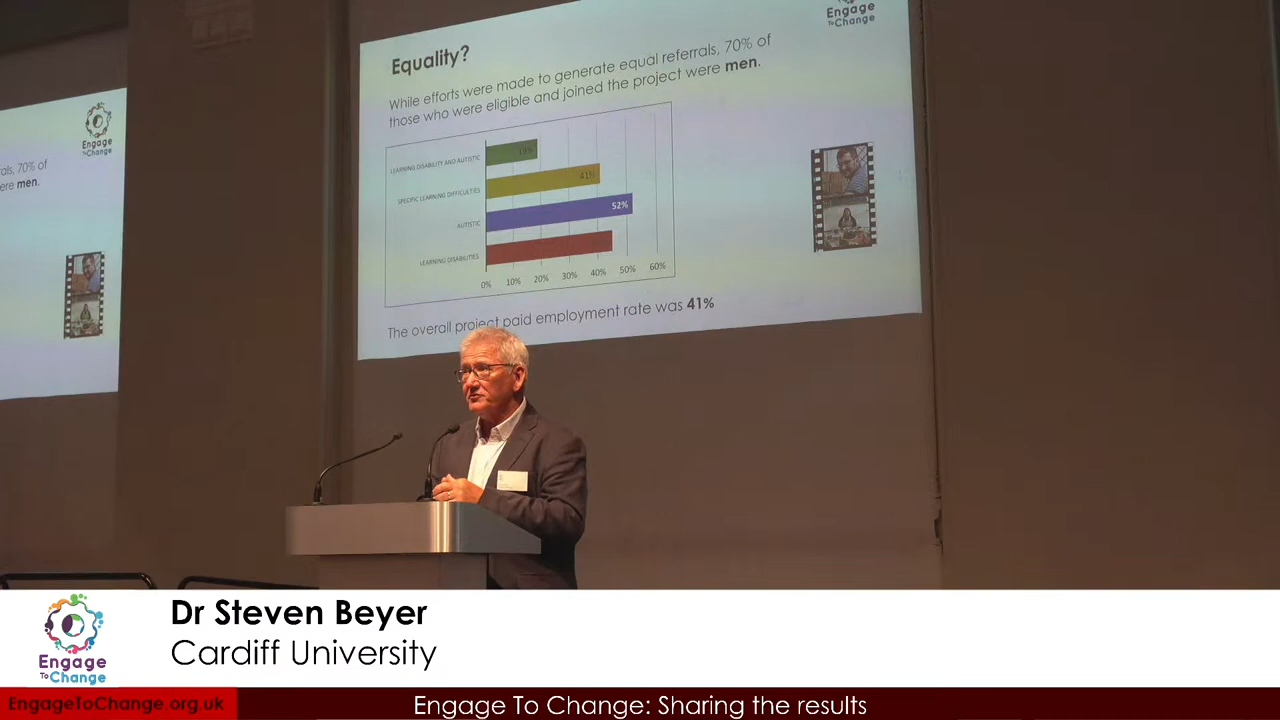 Engage
To Change
Equality?
While efforts were made to generate equal referrals, 70% of
those who were eligible and joined the project were men.
LEARNING DISABILITY AND AUTISTIC
19%
SPECIFIC LEARNING DIFFICULTIES
41%
AUTISTIC
52%
LEARNING DISABILITIES
0% 10% 20% 30% 40% 50% 60%
The overall project paid employment rate was 41%
Engage
To Change
als, 70% of
ere men.
Dr Steven Beyer
Cardiff University
Engage
To Change
EngageToChange.org.uk
Engage To Change: Sharing the results